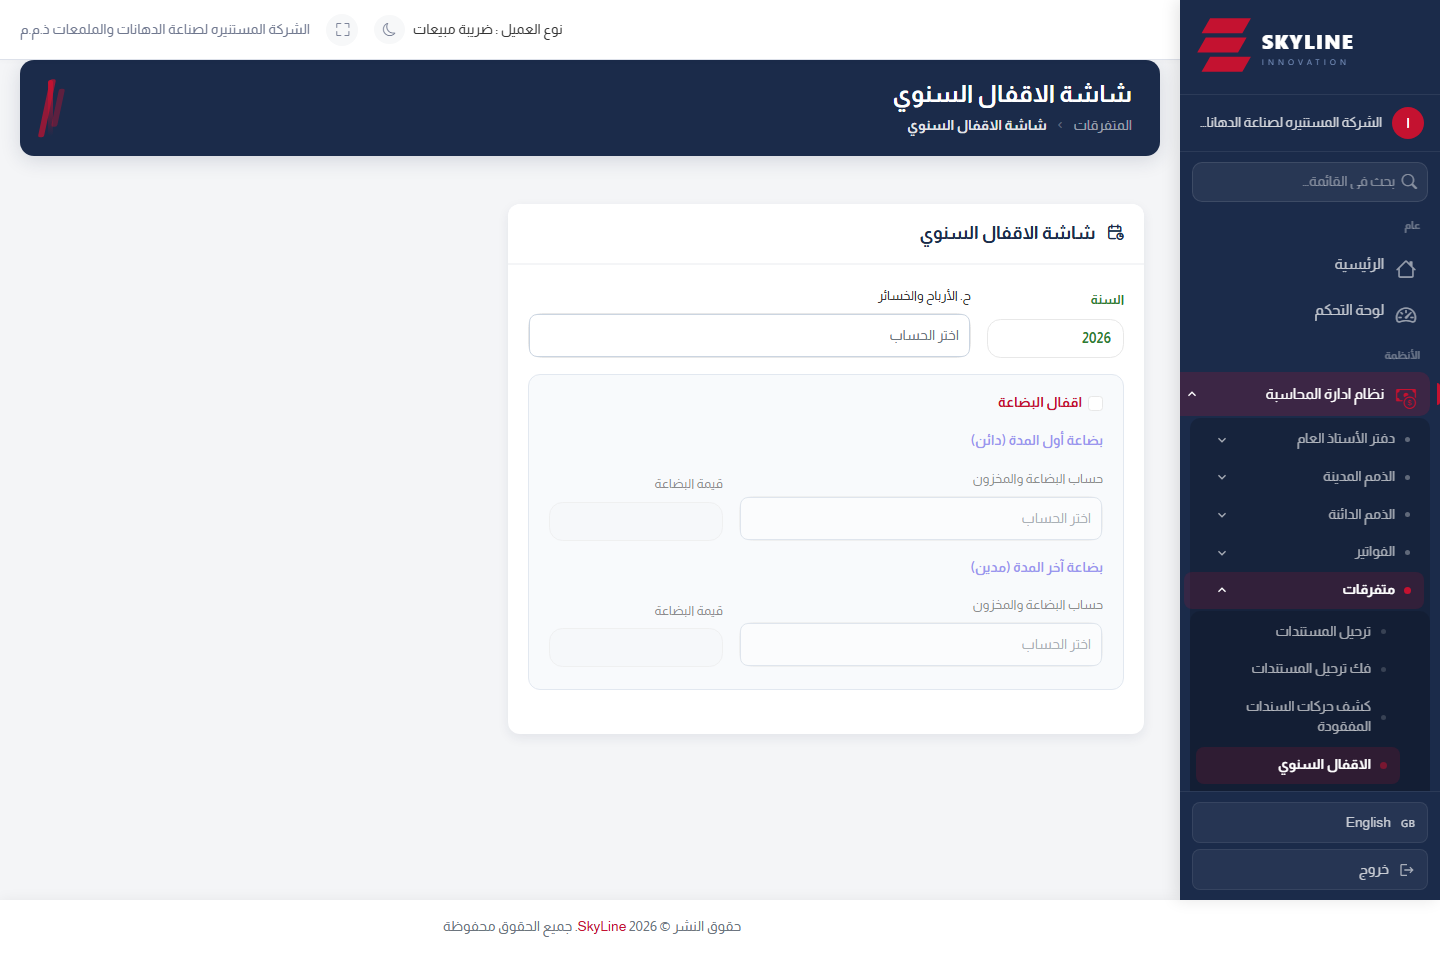 نوع العميل : ضريبة مبيعات
الشركة المستنيره لصناعة الدهانات والملمعات ذ.م.م
SKYLINE
INNOVATION
ا
الشركة المستنيره لصناعة الدهانا...
بحث في القائمة...
عام
الرئيسية
لوحة التحكم
الأنظمة
نظام ادارة المحاسبة
دفتر الأستاذ العام
الذمم المدينة
الذمم الدائنة
الفواتير
متفرقات
ترحيل المستندات
فك ترحيل المستندات
كشف حركات السندات
المفقودة
الاقفال السنوي
GB English
خروج
شاشة الاقفال السنوي
المتفرقات › شاشة الاقفال السنوي
شاشة الاقفال السنوي
السنة
2026
ح. الأرباح والخسائر
اختر الحساب
اقفال البضاعة
بضاعة أول المدة (دائن)
حساب البضاعة والمخزون
قيمة البضاعة
اختر الحساب
بضاعة آخر المدة (مدين)
حساب البضاعة والمخزون
قيمة البضاعة
اختر الحساب
حقوق النشر © 2026 SkyLine. جميع الحقوق محفوظة